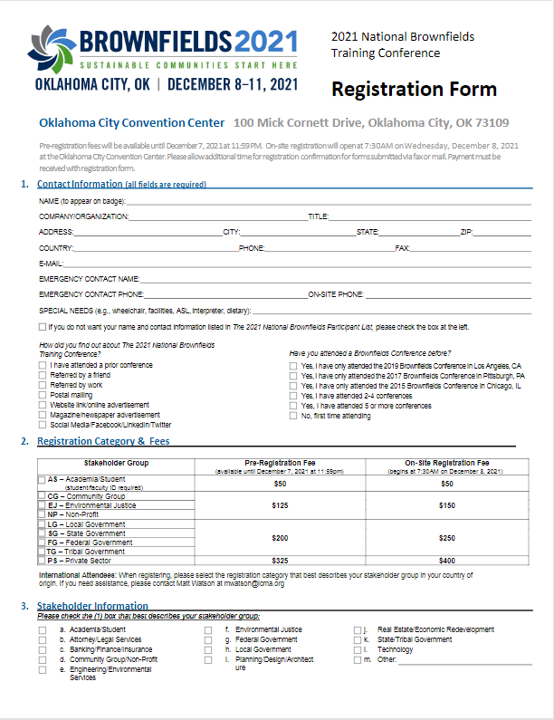 BROWNFIELDS2021
SUSTAINABLE COMMUNITIES START HERE
OKLAHOMA CITY, OK | DECEMBER 8-11, 2021
2021 National Brownfields
Training Conference
Registration Form
Oklahoma City Convention Center 100 Mick Cornett Drive, Oklahoma City, OK 73109
Pre-registration fees will be available until December 7, 2021 at 11:59 PM. On-site registration will open at 7:30AM on Wednesday, December 8, 2021
at the Oklahoma City Convention Center. Please allow additional time for registration confirmation for forms submitted via fax or mail. Payment must be
received with registration form.
1. Contact Information (all fields are required)
NAME (to appear on badge):
COMPANY/ORGANIZATION: TITLE:
ADDRESS: CITY: STATE: ZIP:
COUNTRY: PHONE: FAX:
E-MAIL:
EMERGENCY CONTACT NAME:
EMERGENCY CONTACT PHONE: ON-SITE PHONE:
SPECIAL NEEDS (e.g., wheelchair, facilities, ASL, interpreter, dietary):
If you do not want your name and contact information listed in The 2021 National Brownfields Participant List, please check the box at the left.
How did you find out about The 2021 National Brownfields
Training Conference?
I have attended a prior conference
Referred by a friend
Referred by work
Postal mailing
Website link/online advertisement
Magazine/newspaper advertisement
Social Media/Facebook/LinkedIn/Twitter
Have you attended a Brownfields Conference before?
Yes, I have only attended the 2019 Brownfields Conference in Los Angeles, CA
Yes, I have only attended the 2017 Brownfields Conference in Pittsburgh, PA
Yes, I have only attended the 2015 Brownfields Conference in Chicago, IL
Yes, I have attended 2-4 conferences
Yes, I have attended 5 or more conferences
No, first time attending
2. Registration Category & Fees
Stakeholder Group Pre-Registration Fee On-Site Registration Fee
(available until December 7, 2021 at 11:59pm) (begins at 7:30AM on December 8, 2021)
AS – Academia/Student $50 $50
(student/faculty ID required)
CG – Community Group
EJ – Environmental Justice $125 $150
NP – Non-Profit
LG – Local Government
SG – State Government $200 $250
FG – Federal Government
TG – Tribal Government
PS – Private Sector $325 $400
International Attendees: When registering, please select the registration category that best describes your stakeholder group in your country of
origin. If you need assistance, please contact Matt Watson at mwatson@icma.org
3. Stakeholder Information
Please check the (1) box that best describes your stakeholder group:
a. Academia/Student
b. Attorney/Legal Services
c. Banking/Finance/Insurance
d. Community Group/Non-Profit
e. Engineering/Environmental
Services
f. Environmental Justice
g. Federal Government
h. Local Government
i. Planning/Design/Architect
ure
j. Real Estate/Economic Redevelopment
k. State/Tribal Government
l. Technology
m. Other: